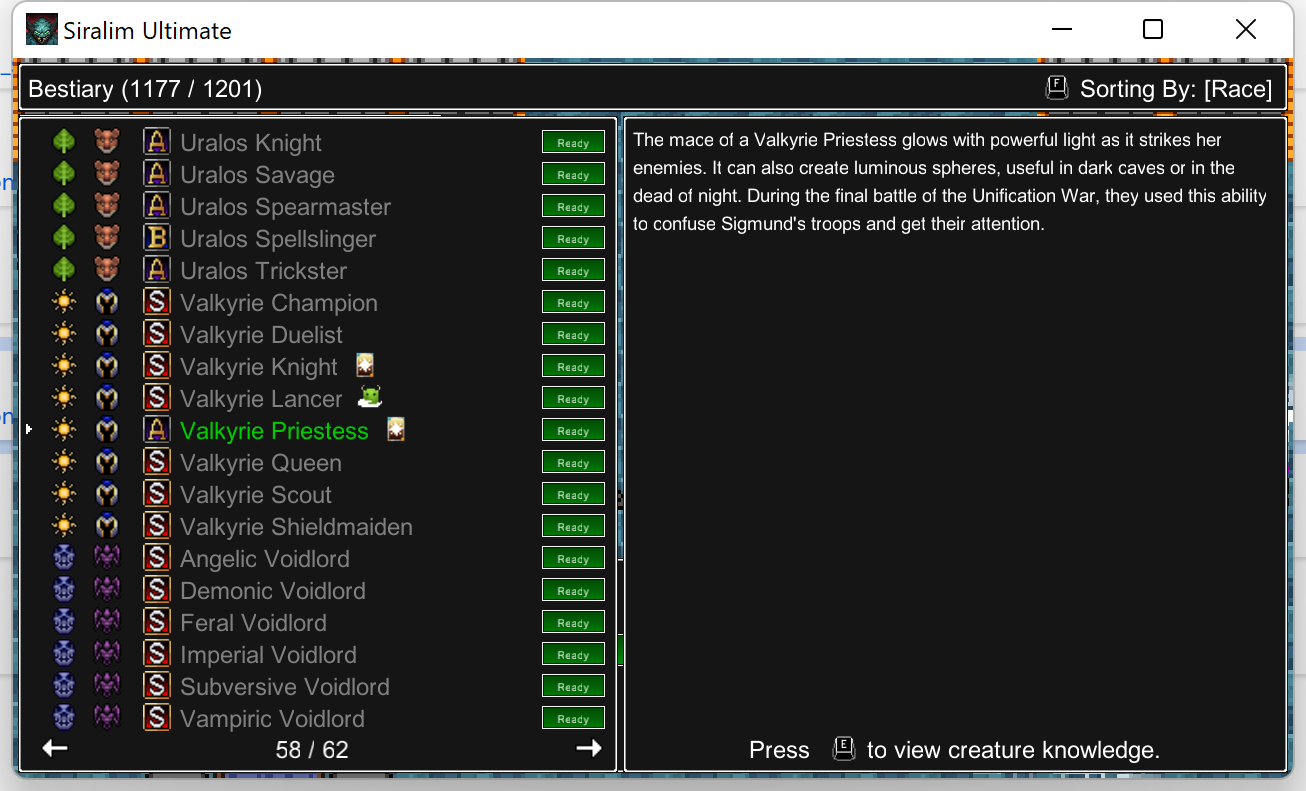 Siralim Ultimate
Bestiary (1177 / 1201)
F Sorting By: [Race]
A Uralos Knight Ready
A Uralos Savage Ready
A Uralos Spearmaster Ready
B Uralos Spellslinger Ready
A Uralos Trickster Ready
S Valkyrie Champion Ready
S Valkyrie Duelist Ready
S Valkyrie Knight Ready
S Valkyrie Lancer Ready
A Valkyrie Priestess Ready
S Valkyrie Queen Ready
S Valkyrie Scout Ready
S Valkyrie Shieldmaiden Ready
S Angelic Voidlord Ready
S Demonic Voidlord Ready
S Feral Voidlord Ready
S Imperial Voidlord Ready
S Subversive Voidlord Ready
S Vampiric Voidlord Ready
58 / 62
The mace of a Valkyrie Priestess glows with powerful light as it strikes her
enemies. It can also create luminous spheres, useful in dark caves or in the
dead of night. During the final battle of the Unification War, they used this ability
to confuse Sigmund's troops and get their attention.
Press E to view creature knowledge.